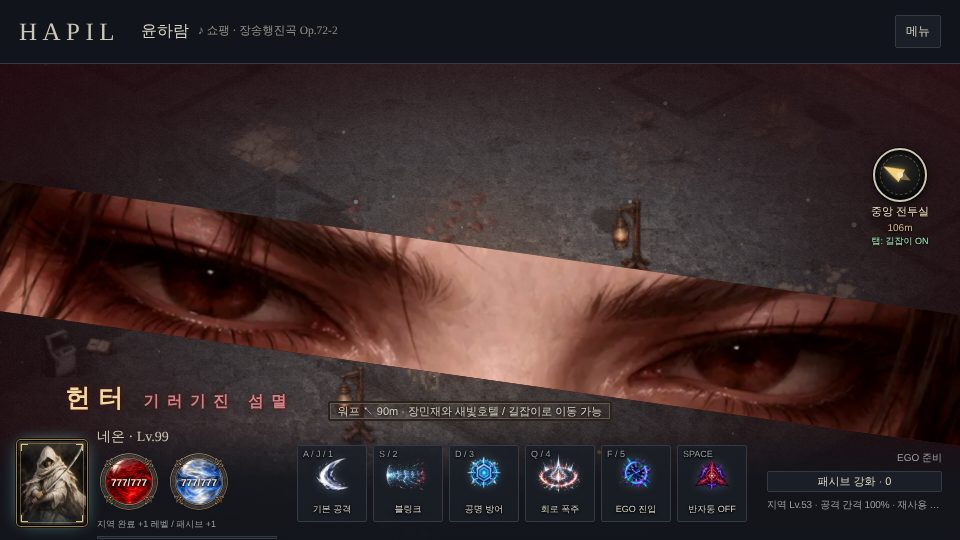 HAPIL 윤하람 ♪ 쇼팽 · 장송행진곡 Op.72-2 메뉴
중앙 전투실
106m
탭: 길잡이 ON
헌터 기러기진 섬멸
워프 ↖ 90m · 장민재와 새빛호텔 / 길잡이로 이동 가능
네온 · Lv.99
777/777 777/777
지역 완료 +1 레벨 / 패시브 +1
A / J / 1
기본 공격
S / 2
블링크
D / 3
공명 방어
Q / 4
회로 폭주
F / 5
EGO 진입
SPACE
반자동 OFF
EGO 준비
패시브 강화 · 0
지역 Lv.53 · 공격 간격 100% · 재사용 ...